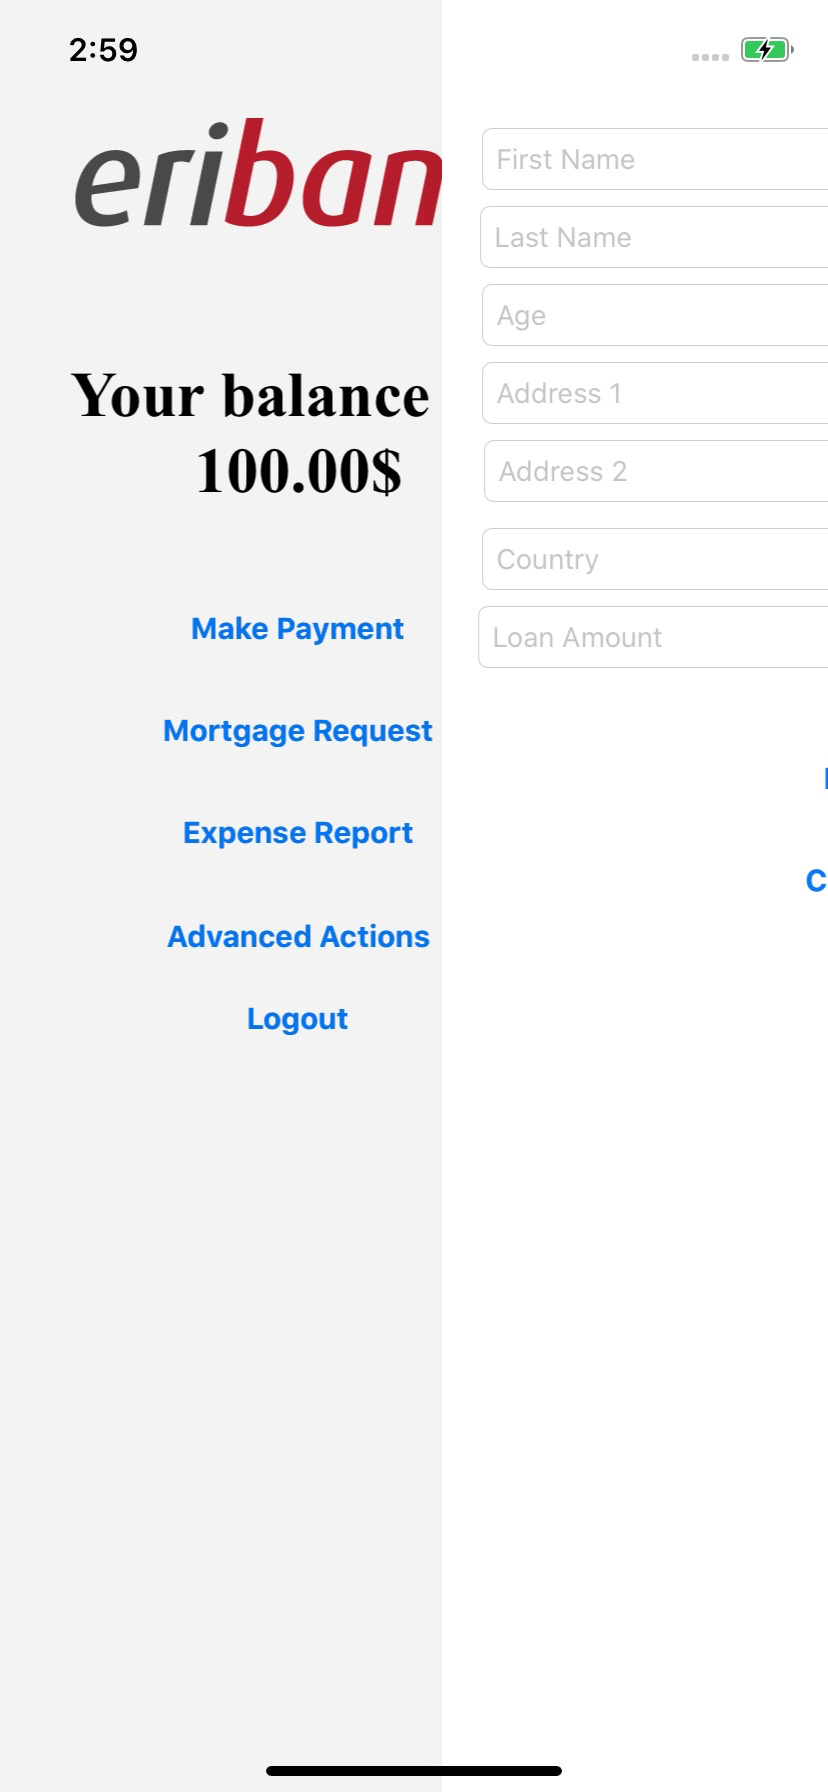 2:59
eriban
Your balance
100.00$
Make Payment
Mortgage Request
Expense Report
Advanced Actions
Logout
First Name
Last Name
Age
Address 1
Address 2
Country
Loan Amount
C